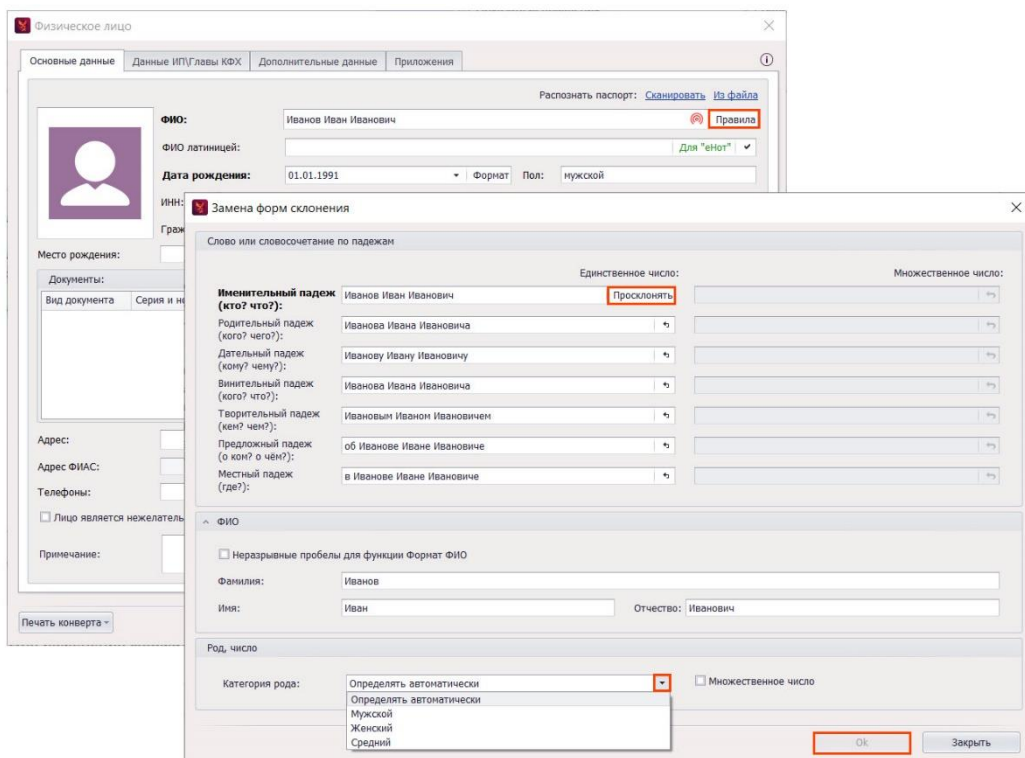 Физическое лицо
Основные данные Данные ИП\Главы КФХ Дополнительные данные Приложения
Распознать паспорт: Сканировать Из файла
ФИО: Иванов Иван Иванович Правила
ФИО латиницей: Для "еНот"
Дата рождения: 01.01.1991 Формат Пол: мужской
ИНН:
Граж
Место рождения:
Документы:
Вид документа Серия и но
Адрес:
Адрес ФИАС:
Телефоны:
Лицо является нежелатель
Примечание:
Печать конверта
Замена форм склонения
Слово или словосочетание по падежам
Единственное число: Множественное число:
Именительный падеж (кто? что?): Иванов Иван Иванович Просклонять
Родительный падеж (кого? чего?): Иванова Ивана Ивановича
Дательный падеж (кому? чему?): Иванову Ивану Ивановичу
Винительный падеж (кого? что?): Иванова Ивана Ивановича
Творительный падеж (кем? чем?): Ивановым Иваном Ивановичем
Предложный падеж (о ком? о чём?): об Иванове Иване Ивановиче
Местный падеж (где?): в Иванове Иване Ивановиче
ФИО
Неразрывные пробелы для функции Формат ФИО
Фамилия: Иванов
Имя: Иван Отчество: Иванович
Род, число
Категория рода: Определять автоматически Множественное число
Определять автоматически
Мужской
Женский
Средний
Ok Закрыть